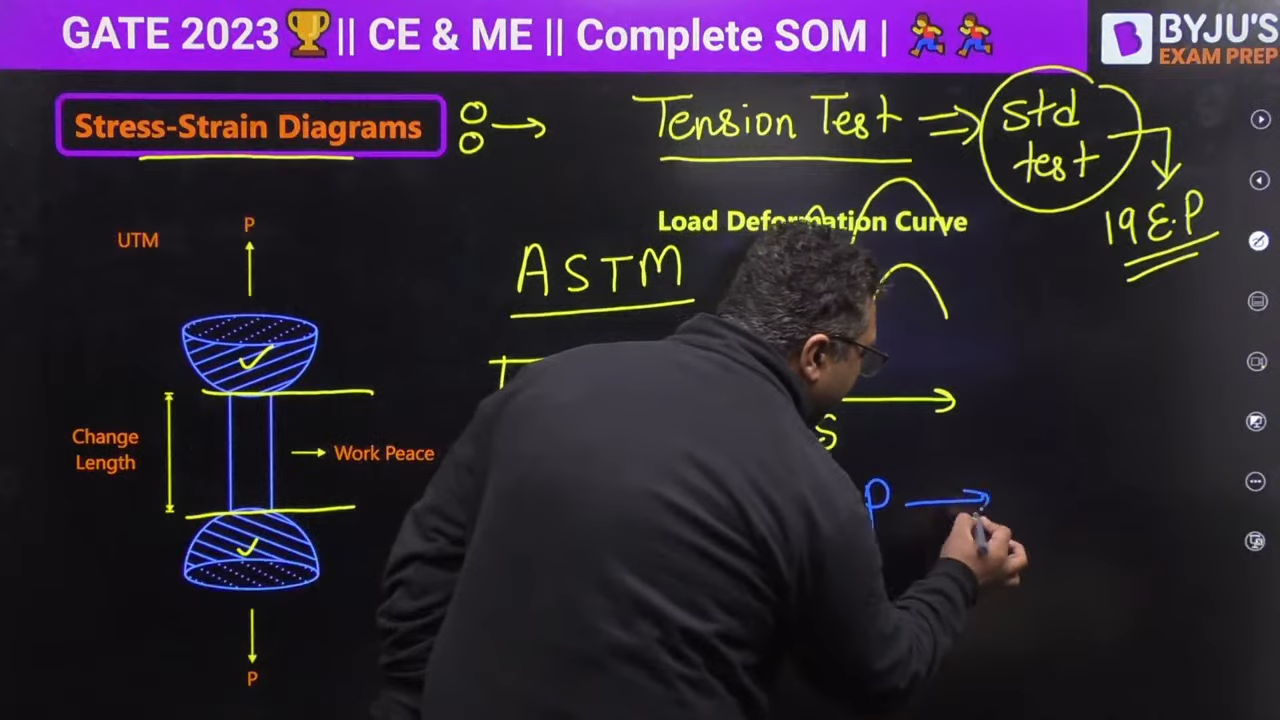 GATE 2023🏆|| CE & ME || Complete SOM | 🏃🏃
BYJU'S
EXAM PREP
Stress-Strain Diagrams
Tension Test ⇒ std
test
19 E.P
Load Deformation Curve
UTM
P
ASTM
Change
Length
Work Peace
P →
P